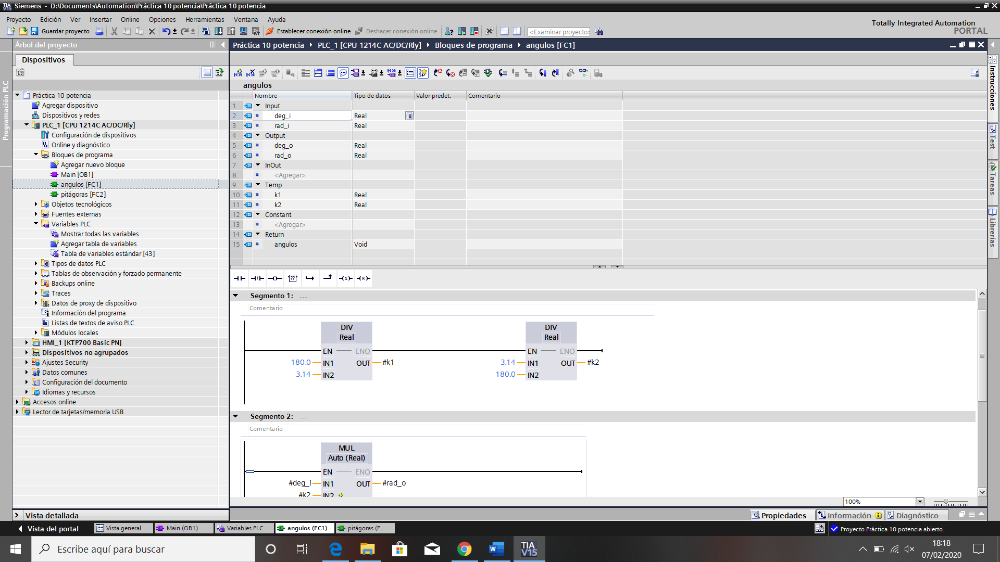 Siemens - D:\Documents\Automation\Práctica 10 potencia\Práctica 10 potencia
Proyecto Edición Ver Insertar Online Opciones Herramientas Ventana Ayuda
Totally Integrated Automation
PORTAL
Guardar proyecto
Establecer conexión online
Deshacer conexión online
<Examinar proyecto>
Árbol del proyecto
Práctica 10 potencia PLC_1 [CPU 1214C AC/DC/Rly] Bloques de programa angulos [FC1]
Dispositivos
Programación PLC
Práctica 10 potencia
Agregar dispositivo
Dispositivos y redes
PLC_1 [CPU 1214C AC/DC/Rly]
Configuración de dispositivos
Online y diagnóstico
Bloques de programa
Agregar nuevo bloque
Main [OB1]
angulos [FC1]
pitágoras [FC2]
Objetos tecnológicos
Fuentes externas
Variables PLC
Mostrar todas las variables
Agregar tabla de variables
Tabla de variables estándar [43]
Tipos de datos PLC
Tablas de observación y forzado permanente
Backups online
Traces
Datos de proxy de dispositivo
Información del programa
Listas de textos de aviso PLC
Módulos locales
HMI_1 [KTP700 Basic PN]
Dispositivos no agrupados
Ajustes Security
Datos comunes
Configuración del documento
Idiomas y recursos
Accesos online
Lector de tarjetas/memoria USB
Vista detallada
angulos
Nombre Tipo de datos Valor predet. Comentario
1 Input
2 deg_i Real
3 rad_i Real
4 Output
5 deg_o Real
6 rad_o Real
7 InOut
8 <Agregar>
9 Temp
10 k1 Real
11 k2 Real
12 Constant
13 <Agregar>
14 Return
15 angulos Void
Segmento 1: .....
Comentario
DIV DIV
Real Real
EN ENO EN ENO
180.0 IN1 OUT #k1 3.14 IN1 OUT #k2
3.14 IN2 180.0 IN2
Segmento 2: .....
Comentario
MUL
Auto (Real)
EN ENO
#deg_i IN1 OUT #rad_o
#k2 IN2
100%
Propiedades Información Diagnóstico
Instrucciones
Test
Tareas
Librerías
Vista del portal Vista general Main (OB1) Variables PLC angulos (FC1) pitágoras (F...
Proyecto Práctica 10 potencia abierto.
Escribe aquí para buscar
TIA V15
18:18
07/02/2020